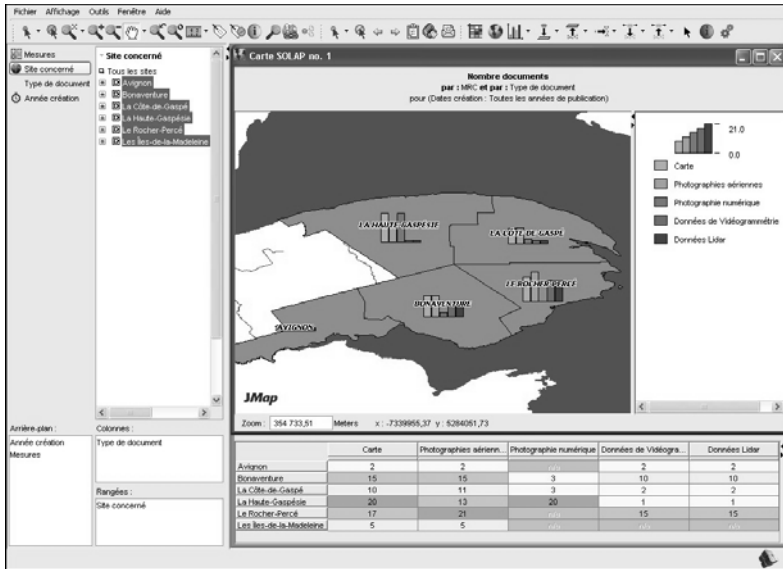 Fichier Affichage Outils Fenêtre Aide
Mesures
Site concerné
Type de document
Année création
Site concerné
Tous les sites
Avignon
Bonaventure
La Côte-de-Gaspé
La Haute-Gaspésie
Le Rocher-Percé
Les Îles-de-la-Madeleine
Carte SOLAP no. 1
Nombre documents
par : MRC et par : Type de document
pour (Dates création : Toutes les années de publication)
LA HAUTE-GASPÉSIE
LA CÔTE-DE-GASPÉ
LE ROCHER-PERCÉ
BONAVENTURE
AVIGNON
JMap
21.0
0.0
Carte
Photographies aériennes
Photographie numérique
Données de Vidéogrammétrie
Données Lidar
Zoom : 354 733,51 Meters x : -7339955,37 y : 5284051,73
Arrière-plan :
Année création
Mesures
Colonnes :
Type de document
Rangées :
Site concerné
Carte Photographies aérienn... Photographie numérique Données de Vidéogra... Données Lidar
Avignon 2 2 n/a 2 2
Bonaventure 15 15 3 10 10
La Côte-de-Gaspé 10 11 3 2 2
La Haute-Gaspésie 20 13 20 1 1
Le Rocher-Percé 17 21 n/a 15 15
Les Îles-de-la-Madeleine 5 5 n/a n/a n/a